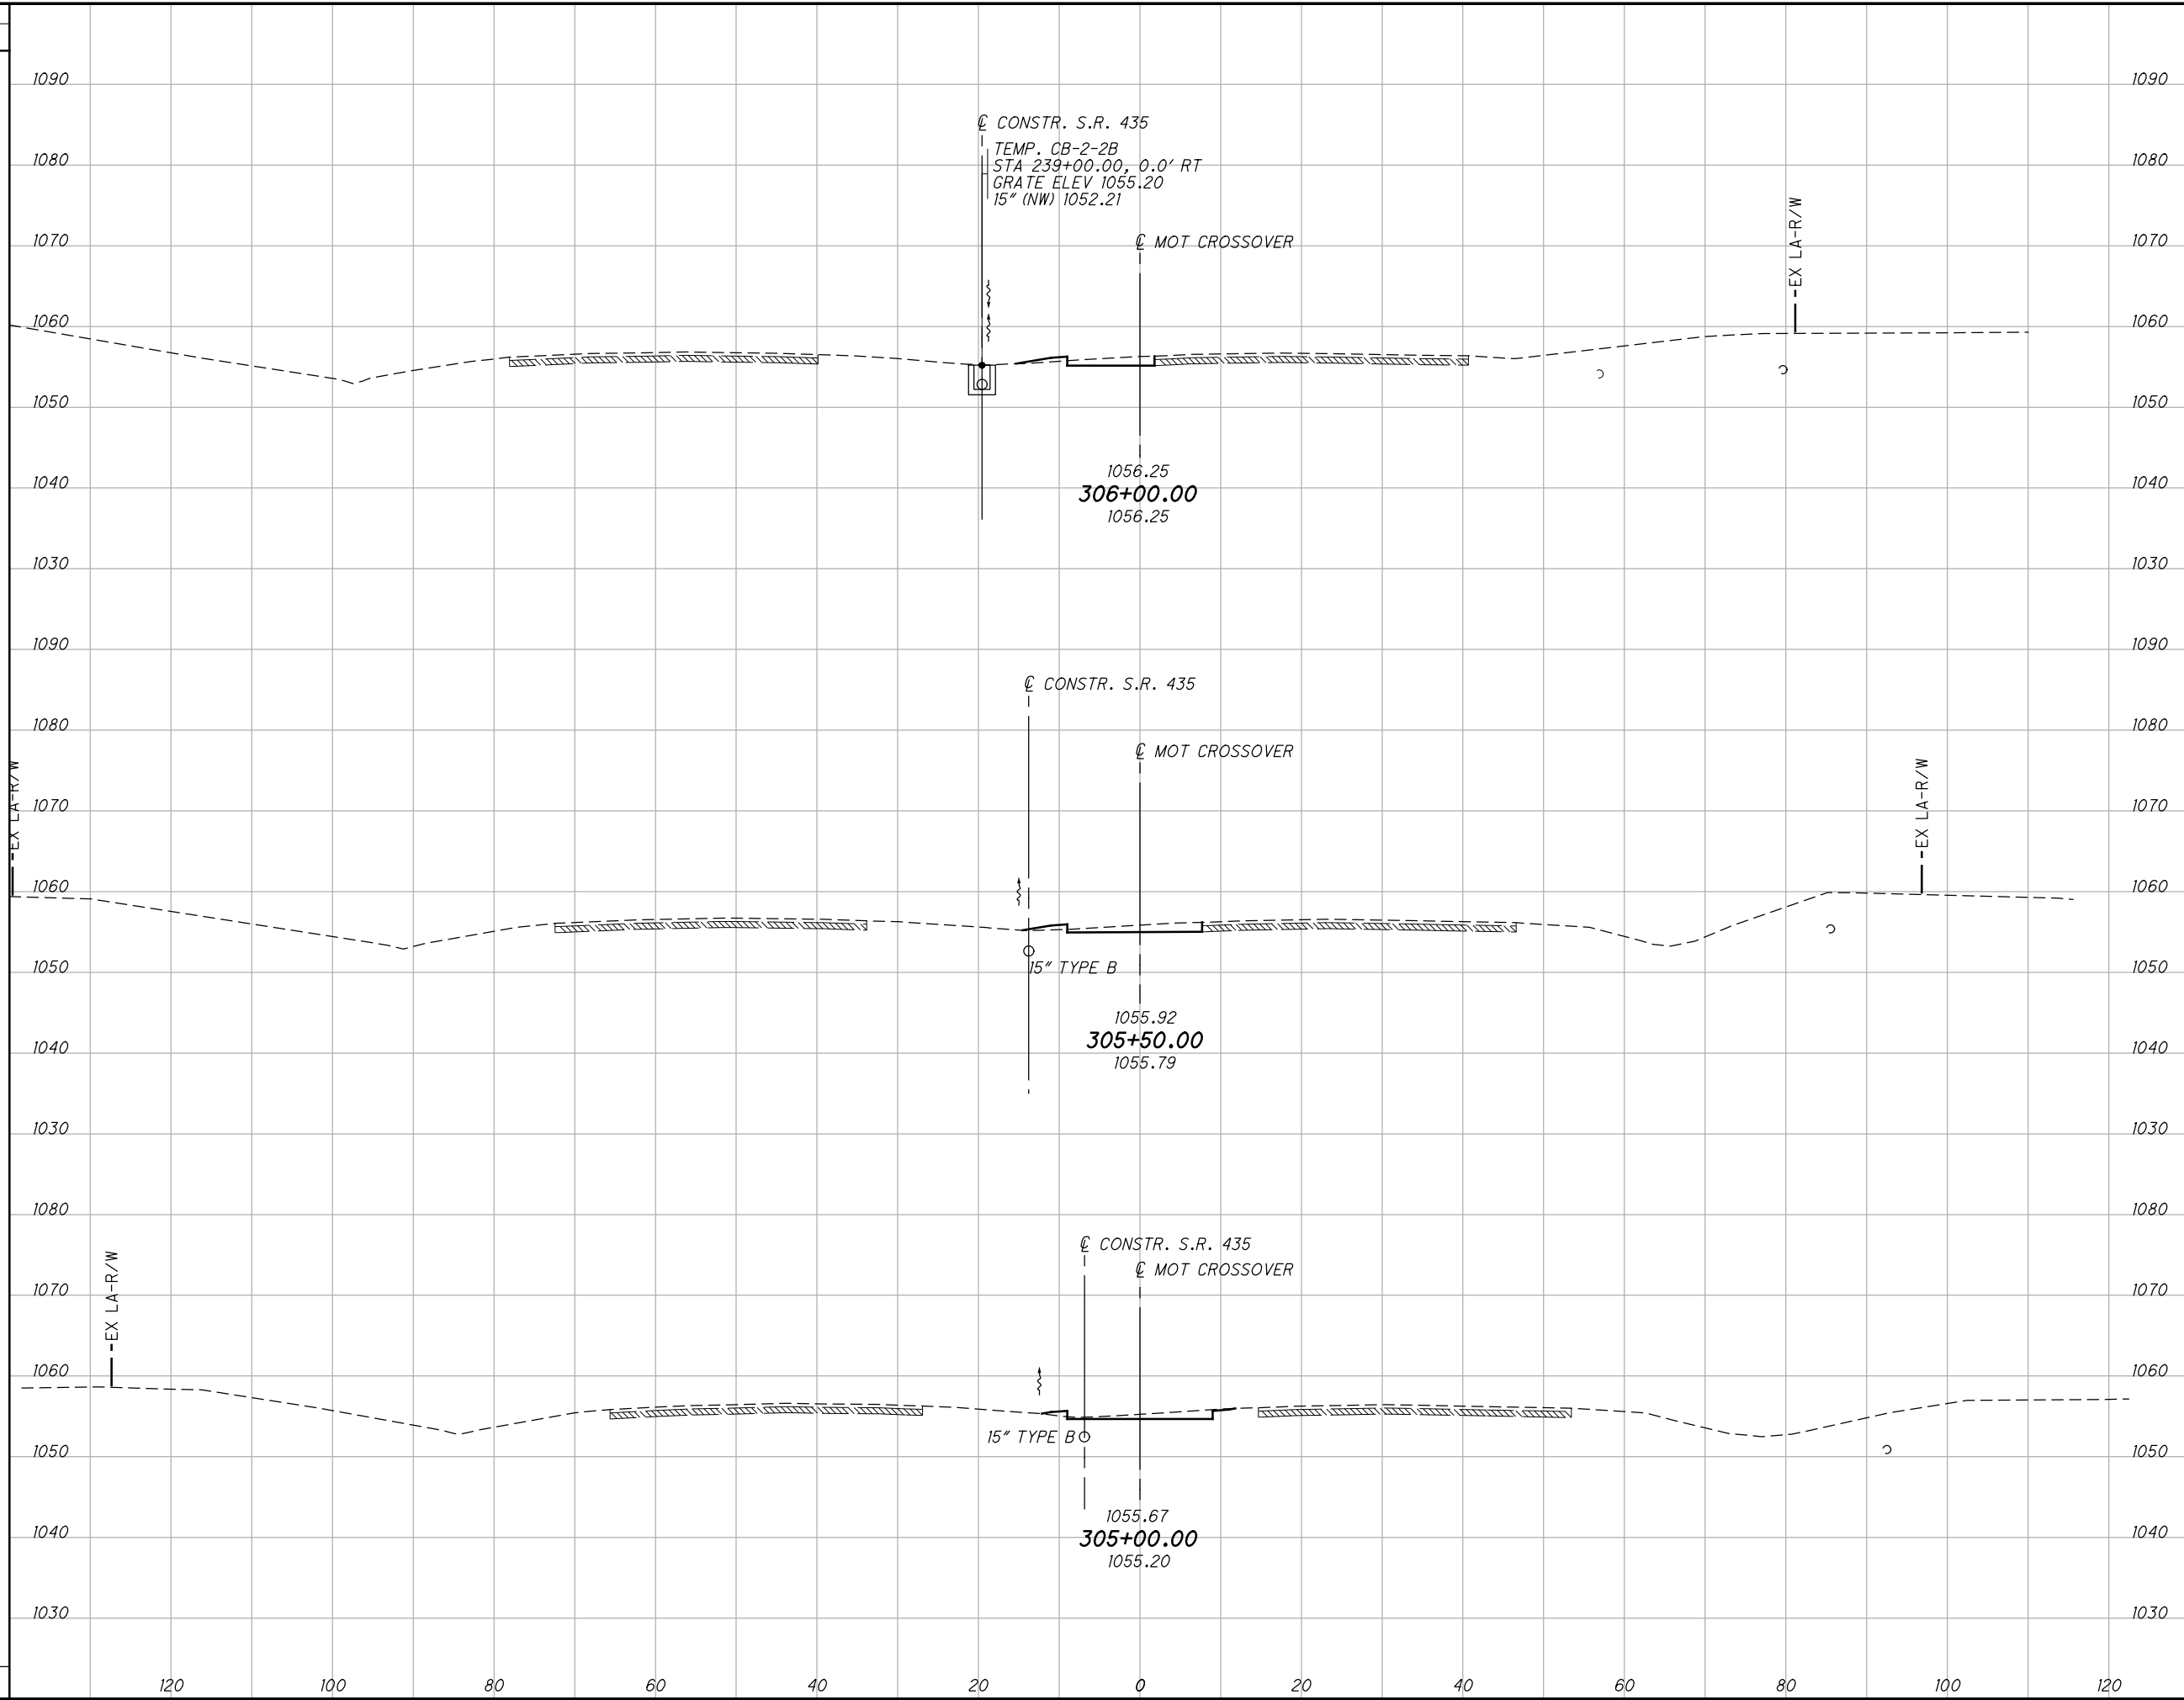 1090 1090
℄ CONSTR. S.R. 435
TEMP. CB-2-2B
1080 1080
STA 239+00.00, 0.0' RT
GRATE ELEV 1055.20
15" (NW) 1052.21
EX LA-R/W
1070 ℄ MOT CROSSOVER 1070
1060 1060
1050 1050
1056.25
1040 1040
306+00.00
1056.25
1030 1030
1090 1090
℄ CONSTR. S.R. 435
1080 1080
℄ MOT CROSSOVER
EX LA-R/W
EX LA-R/W
1070 1070
1060 1060
15" TYPE B
1050 1050
1055.92
305+50.00
1040 1040
1055.79
1030 1030
1080 1080
℄ CONSTR. S.R. 435
℄ MOT CROSSOVER
EX LA-R/W
1070 1070
1060 1060
15" TYPE B
1050 1050
1055.67
1040 1040
305+00.00
1055.20
1030 1030
120 100 80 60 40 20 0 20 40 60 80 100 120